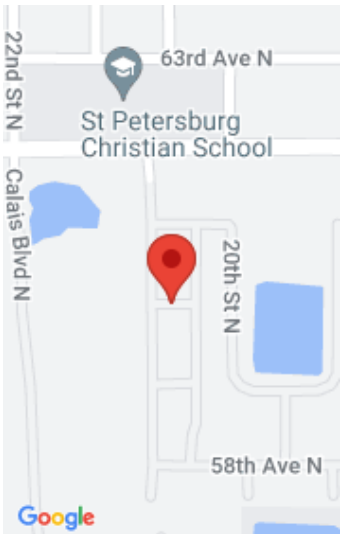 63rd Ave N
22nd St N
St Petersburg
Christian School
Calais Blvd N
20th St N
58th Ave N
Google